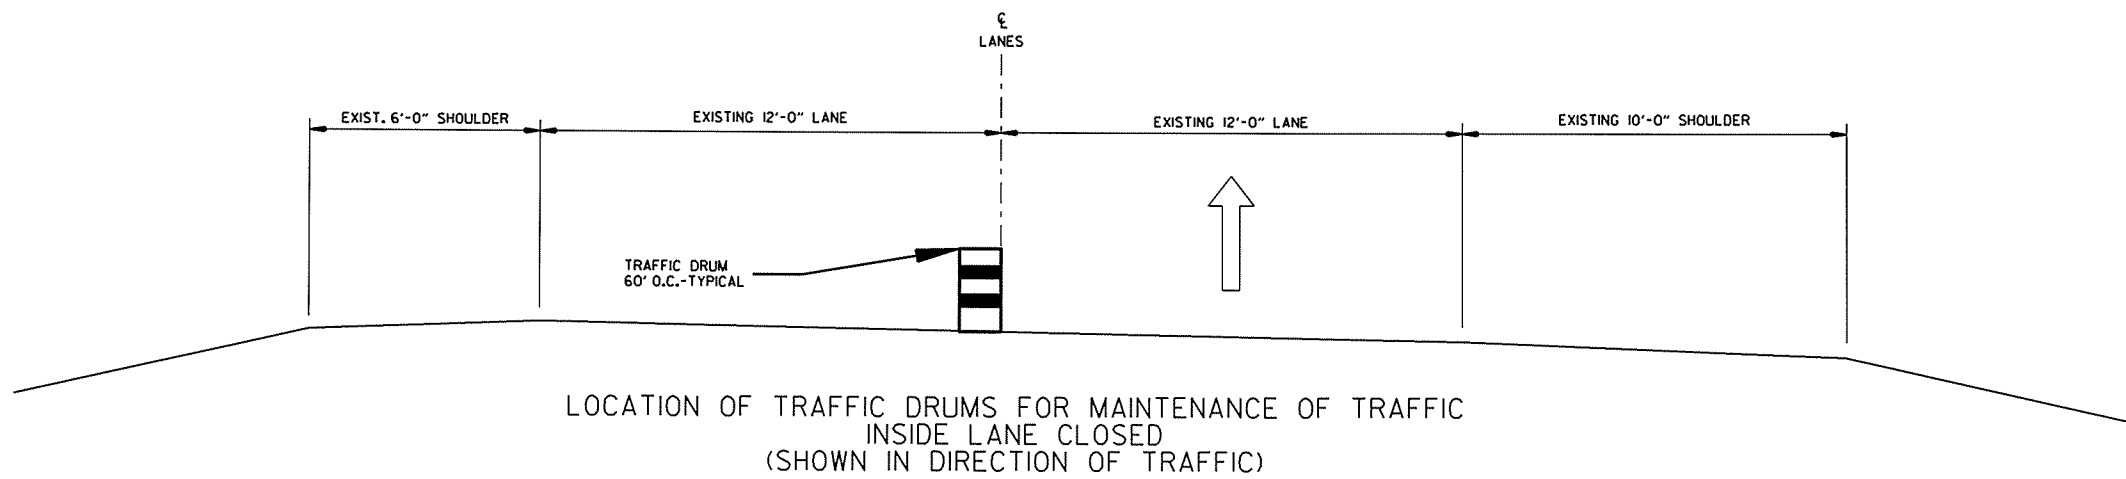 ℄
LANES
EXIST. 6'-0" SHOULDER
EXISTING 12'-0" LANE
EXISTING 12'-0" LANE
EXISTING 10'-0" SHOULDER
TRAFFIC DRUM
60' O.C.-TYPICAL
LOCATION OF TRAFFIC DRUMS FOR MAINTENANCE OF TRAFFIC
INSIDE LANE CLOSED
(SHOWN IN DIRECTION OF TRAFFIC)